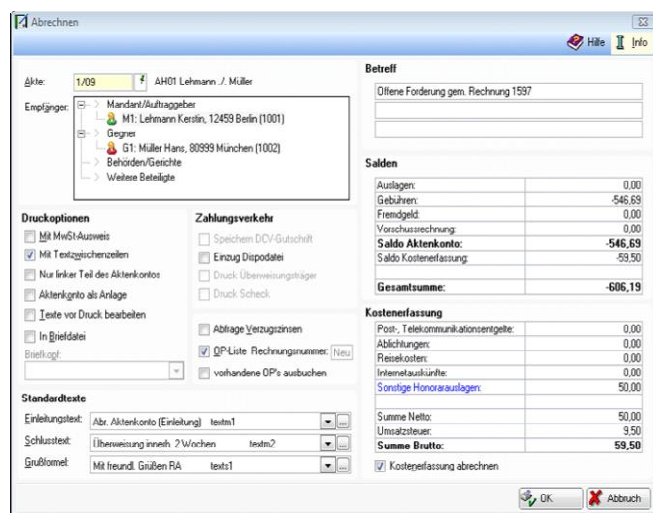 Abrechnen
Hilfe Info
Akte: 1/09 AH01 Lehmann ./. Müller
Empfänger: Mandant/Auftraggeber
M1: Lehmann Kerstin, 12459 Berlin (1001)
Gegner
G1: Müller Hans, 80999 München (1002)
Behörden/Gerichte
Weitere Beteiligte
Druckoptionen
Mit MwSt-Ausweis
Mit Textzwischenzeilen
Nur linker Teil des Aktenkontos
Aktenkonto als Anlage
Texte vor Druck bearbeiten
In Briefdatei
Briefkopf:
Zahlungsverkehr
Speichern DCV-Gutschrift
Einzug Dispodatei
Druck Überweisungsträger
Druck Scheck
Abfrage Verzugszinsen
OP-Liste Rechnungsnummer: Neu
vorhandene OP's ausbuchen
Standardtexte
Einleitungstext: Abr. Aktenkonto (Einleitung) textm1
Schlusstext: Überweisung innerh. 2 Wochen textm2
Grußformel: Mit freundl. Grüßen RA texts1
Betreff
Offene Forderung gem. Rechnung 1597
Salden
Auslagen: 0,00
Gebühren: -546,69
Fremdgeld: 0,00
Vorschussrechnung: 0,00
Saldo Aktenkonto: -546,69
Saldo Kostenerfassung: -59,50
Gesamtsumme: -606,19
Kostenerfassung
Post-, Telekommunikationsentgelte: 0,00
Ablichtungen: 0,00
Reisekosten: 0,00
Internetauskünfte: 0,00
Sonstige Honorarauslagen: 50,00
Summe Netto: 50,00
Umsatzsteuer: 9,50
Summe Brutto: 59,50
Kostenerfassung abrechnen
OK Abbruch